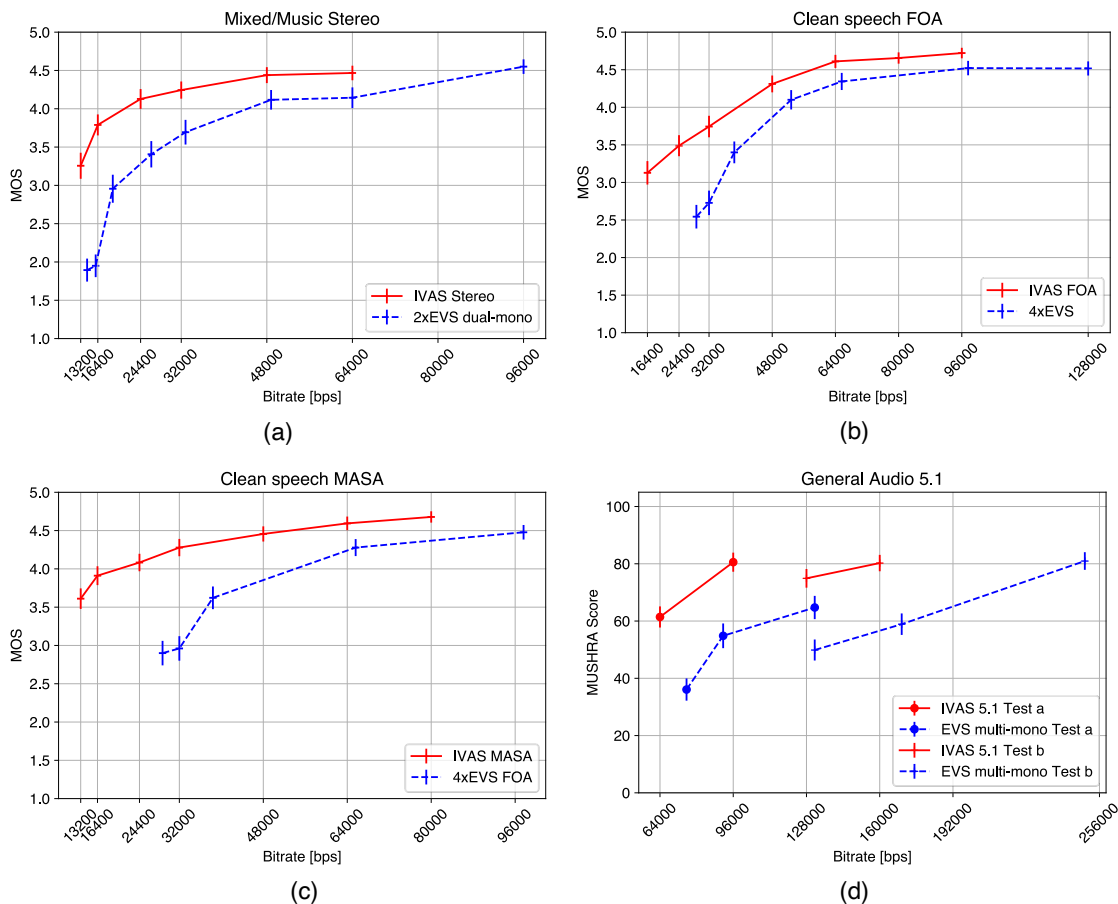 Mixed/Music Stereo
5.0
4.5
4.0
3.5
3.0
2.5
2.0
1.5
1.0
MOS
IVAS Stereo
2xEVS dual-mono
13200
16400
24400
32000
48000
64000
80000
96000
Bitrate [bps]
(a)
Clean speech FOA
5.0
4.5
4.0
3.5
3.0
2.5
2.0
1.5
1.0
MOS
IVAS FOA
4xEVS
16400
24400
32000
48000
64000
80000
96000
128000
Bitrate [bps]
(b)
Clean speech MASA
5.0
4.5
4.0
3.5
3.0
2.5
2.0
1.5
1.0
MOS
IVAS MASA
4xEVS FOA
13200
16400
24400
32000
48000
64000
80000
96000
Bitrate [bps]
(c)
General Audio 5.1
100
80
60
40
20
0
MUSHRA Score
IVAS 5.1 Test a
EVS multi-mono Test a
IVAS 5.1 Test b
EVS multi-mono Test b
64000
96000
128000
160000
192000
256000
Bitrate [bps]
(d)